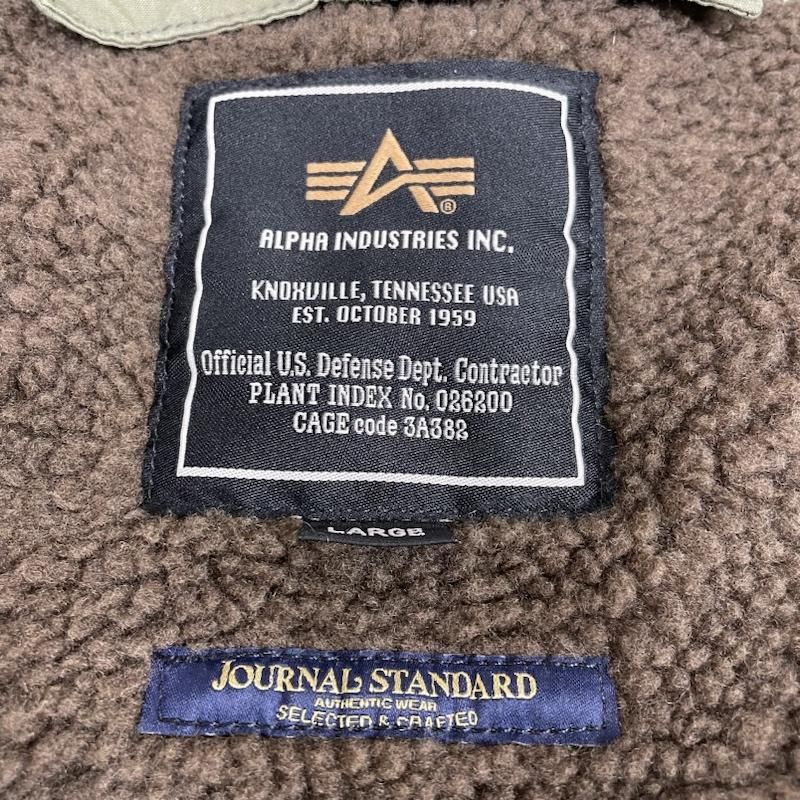 ALPHA INDUSTRIES INC.
KNOXVILLE, TENNESSEE USA
EST. OCTOBER 1959
Official U.S. Defense Dept. Contractor
PLANT INDEX No. 026200
CAGE code 3A382
LARGE
JOURNAL STANDARD
AUTHENTIC WEAR
SELECTED & CRAFTED